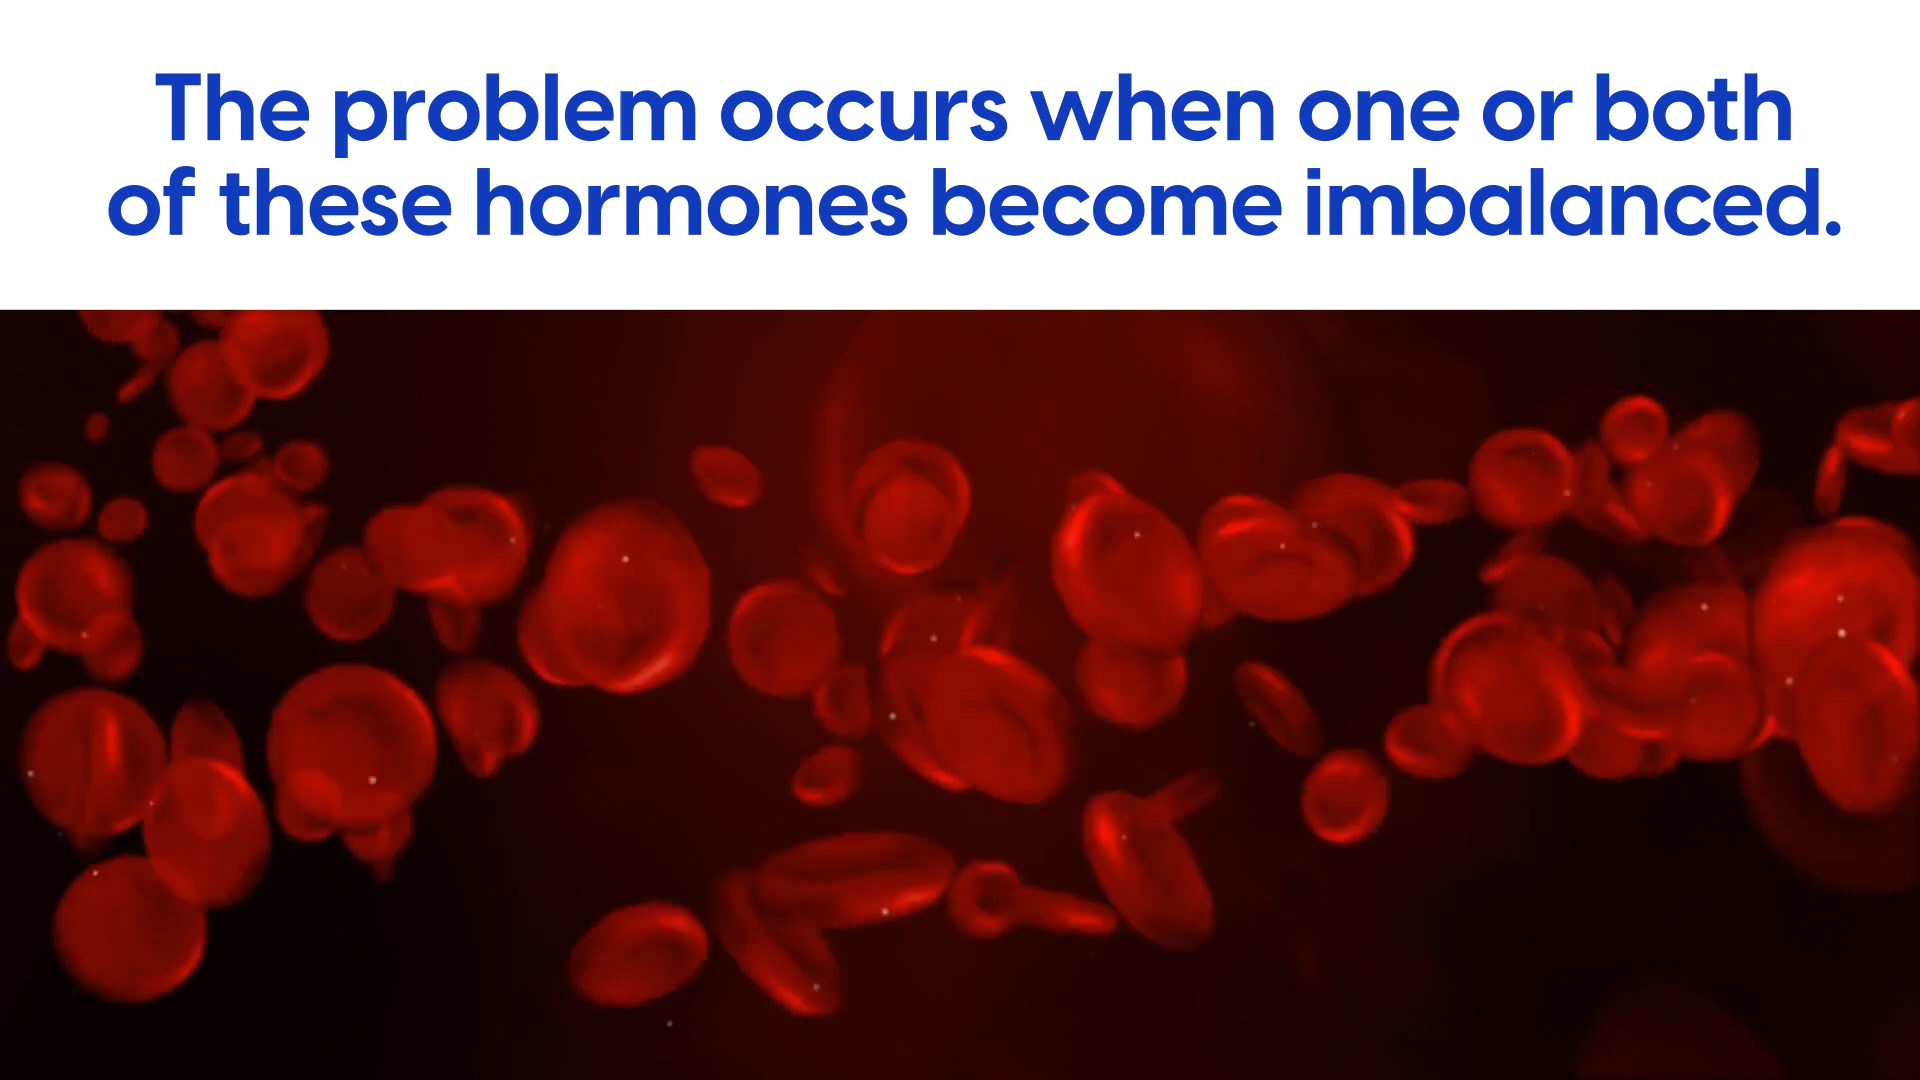 The problem occurs when one or both
of these hormones become imbalanced.